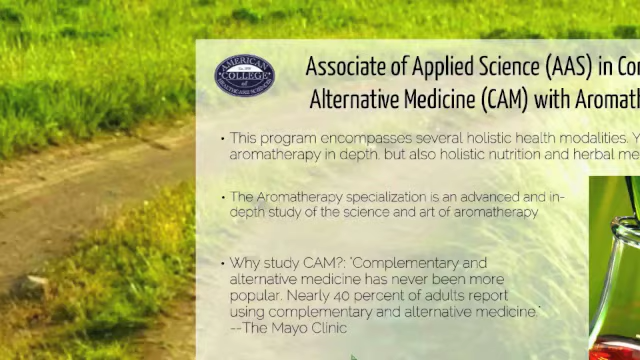 AMERICAN
COLLEGE
of
HEALTHCARE SCIENCES
Associate of Applied Science (AAS) in
Alternative Medicine (CAM) with
• This program encompasses several holistic health modalities.
aromatherapy in depth, but also holistic nutrition and herbal
• The Aromatherapy specialization is an advanced and in-
depth study of the science and art of aromatherapy
• Why study CAM?: "Complementary and
alternative medicine has never been more
popular. Nearly 40 percent of adults report
using complementary and alternative medicine."
--The Mayo Clinic